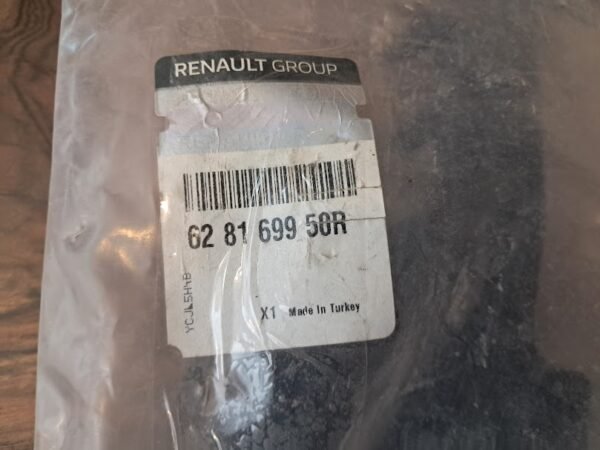 RENAULT GROUP
62 81 699 50R
X1 Made In Turkey